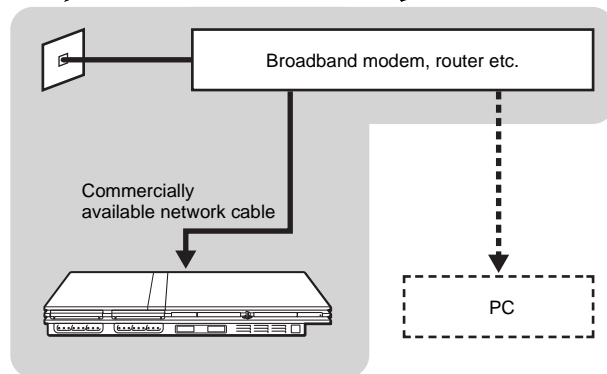 Broadband modem, router etc.
Commercially
available network cable
PC